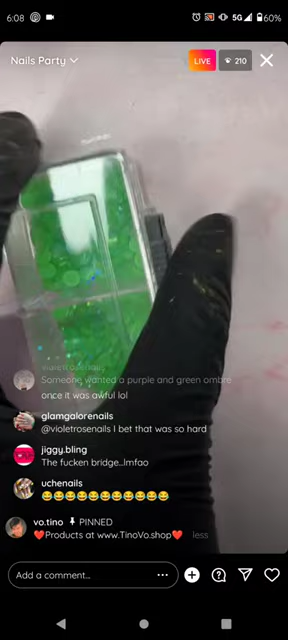 6:08
5G 60%
Nails Party
LIVE
210
violetrosenails
Someone wanted a purple and green ombre
once it was awful lol
glamgalorenails
@violetrosenails I bet that was so hard
jiggy.bling
The fucken bridge...lmfao
uchenails
😂😂😂😂😂😂😂😂😂😂😂
vo.tino PINNED
❤️Products at www.TinoVo.shop❤️ less
Add a comment...